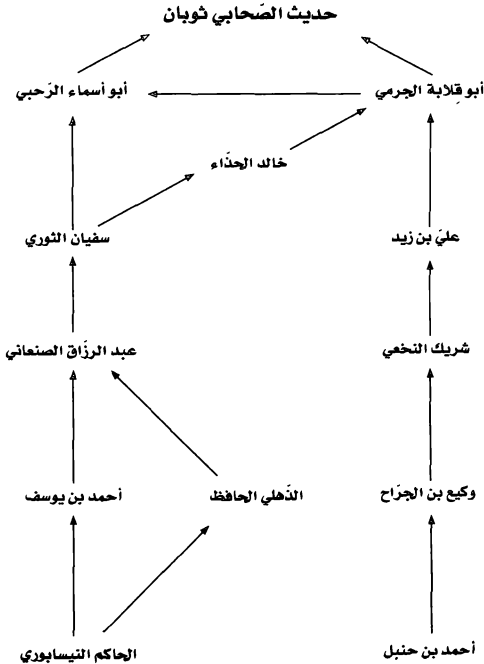 حديث الصّحابي ثوبان
أبو قلابة الجرمي
أبو أسماء الرّحبي
خالد الحذّاء
عليّ بن زيد
سفيان الثوري
شريك النخعي
عبد الرزّاق الصنعاني
وكيع بن الجرّاح
الذّهلي الحافظ
أحمد بن يوسف
أحمد بن حنبل
الحاكم النيسابوري